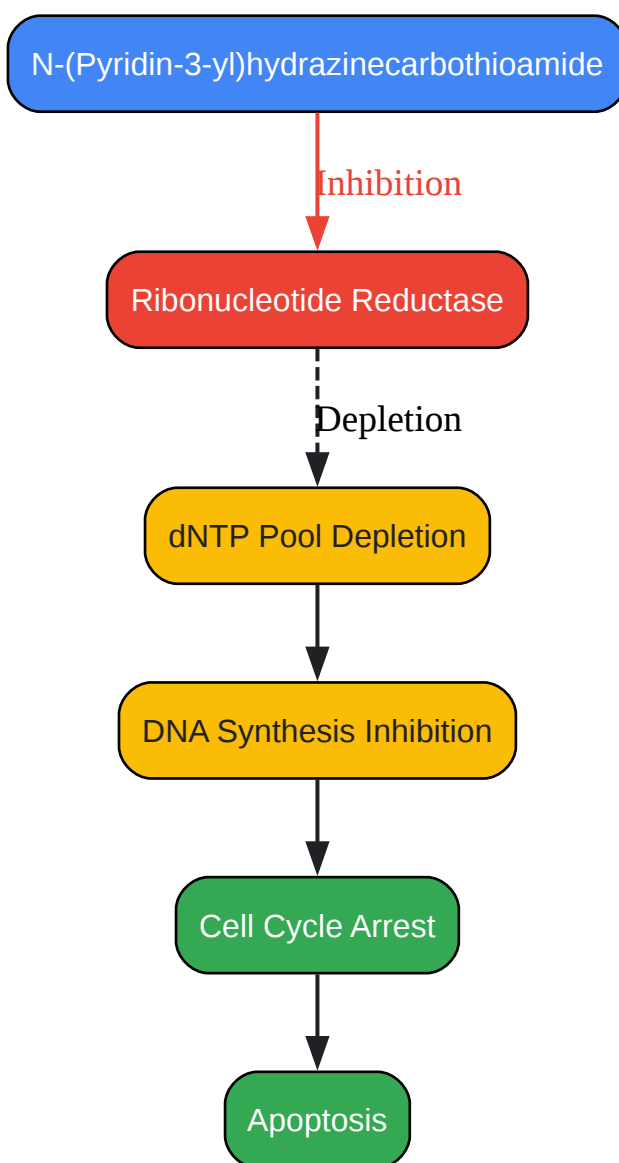 N-(Pyridin-3-yl)hydrazinecarbothioamide
Inhibition
Ribonucleotide Reductase
Depletion
dNTP Pool Depletion
DNA Synthesis Inhibition
Cell Cycle Arrest
Apoptosis